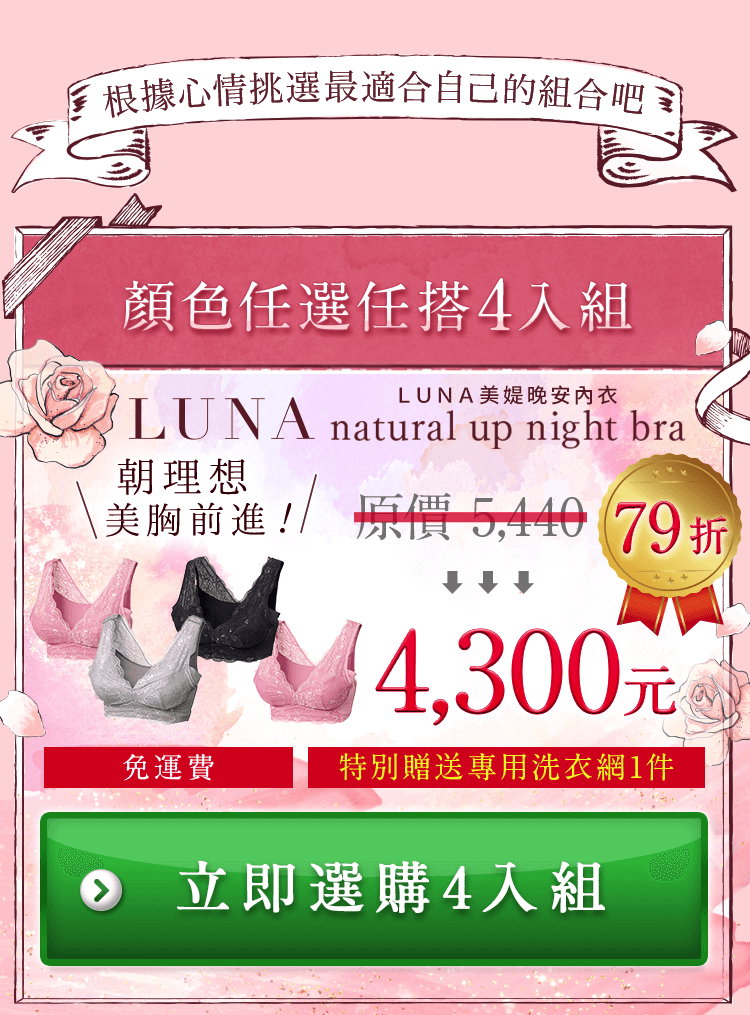 根據心情挑選最適合自己的組合吧
顏色任選任搭4入組
LUNA美媞晚安內衣
LUNA natural up night bra
朝理想
美胸前進！
原價 5,440
79折
4,300元
免運費
特別贈送專用洗衣網1件
立即選購4入組